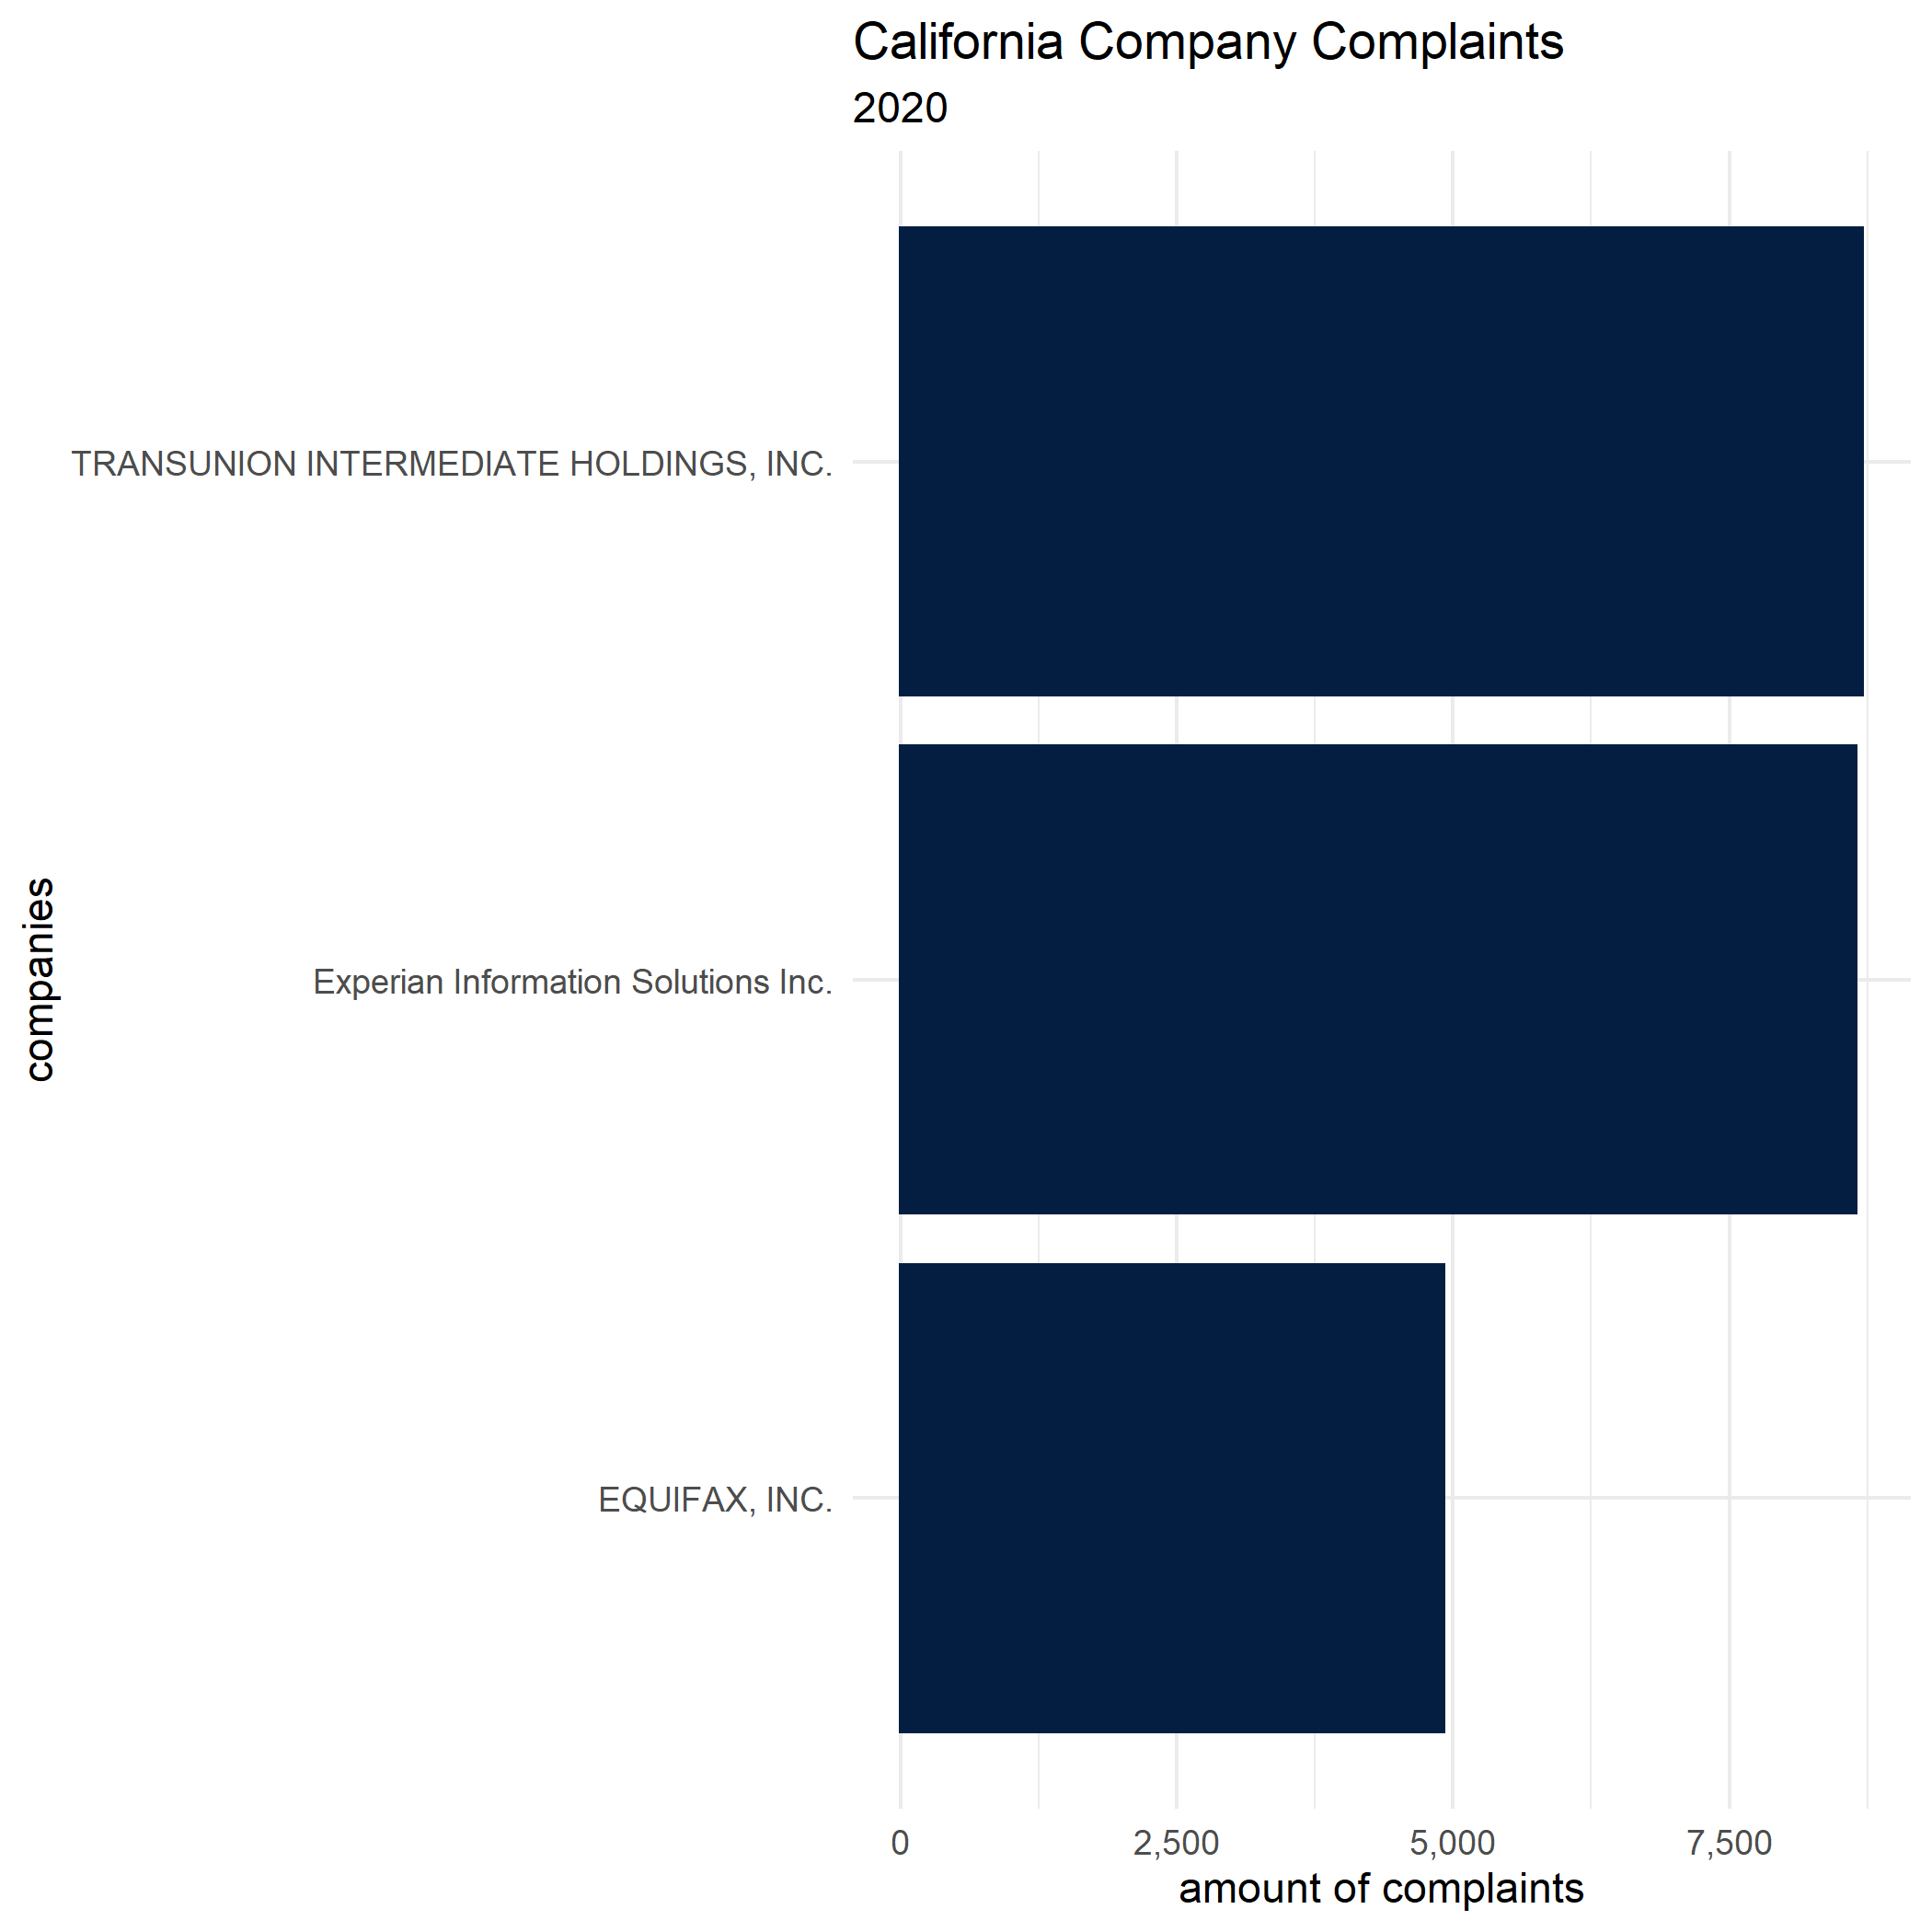 California Company Complaints
2020
companies
TRANSUNION INTERMEDIATE HOLDINGS, INC.
Experian Information Solutions Inc.
EQUIFAX, INC.
0 2,500 5,000 7,500
amount of complaints